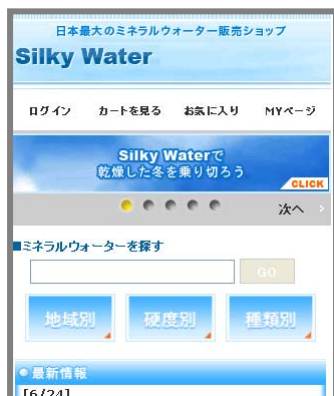 日本最大のミネラルウォーター販売ショップ
Silky Water
ログイン カートを見る お気に入り MYページ
Silky Waterで
乾燥した冬を乗り切ろう
CLICK
次へ
■ミネラルウォーターを探す
GO
地域別 硬度別 種類別
最新情報
[6/24]